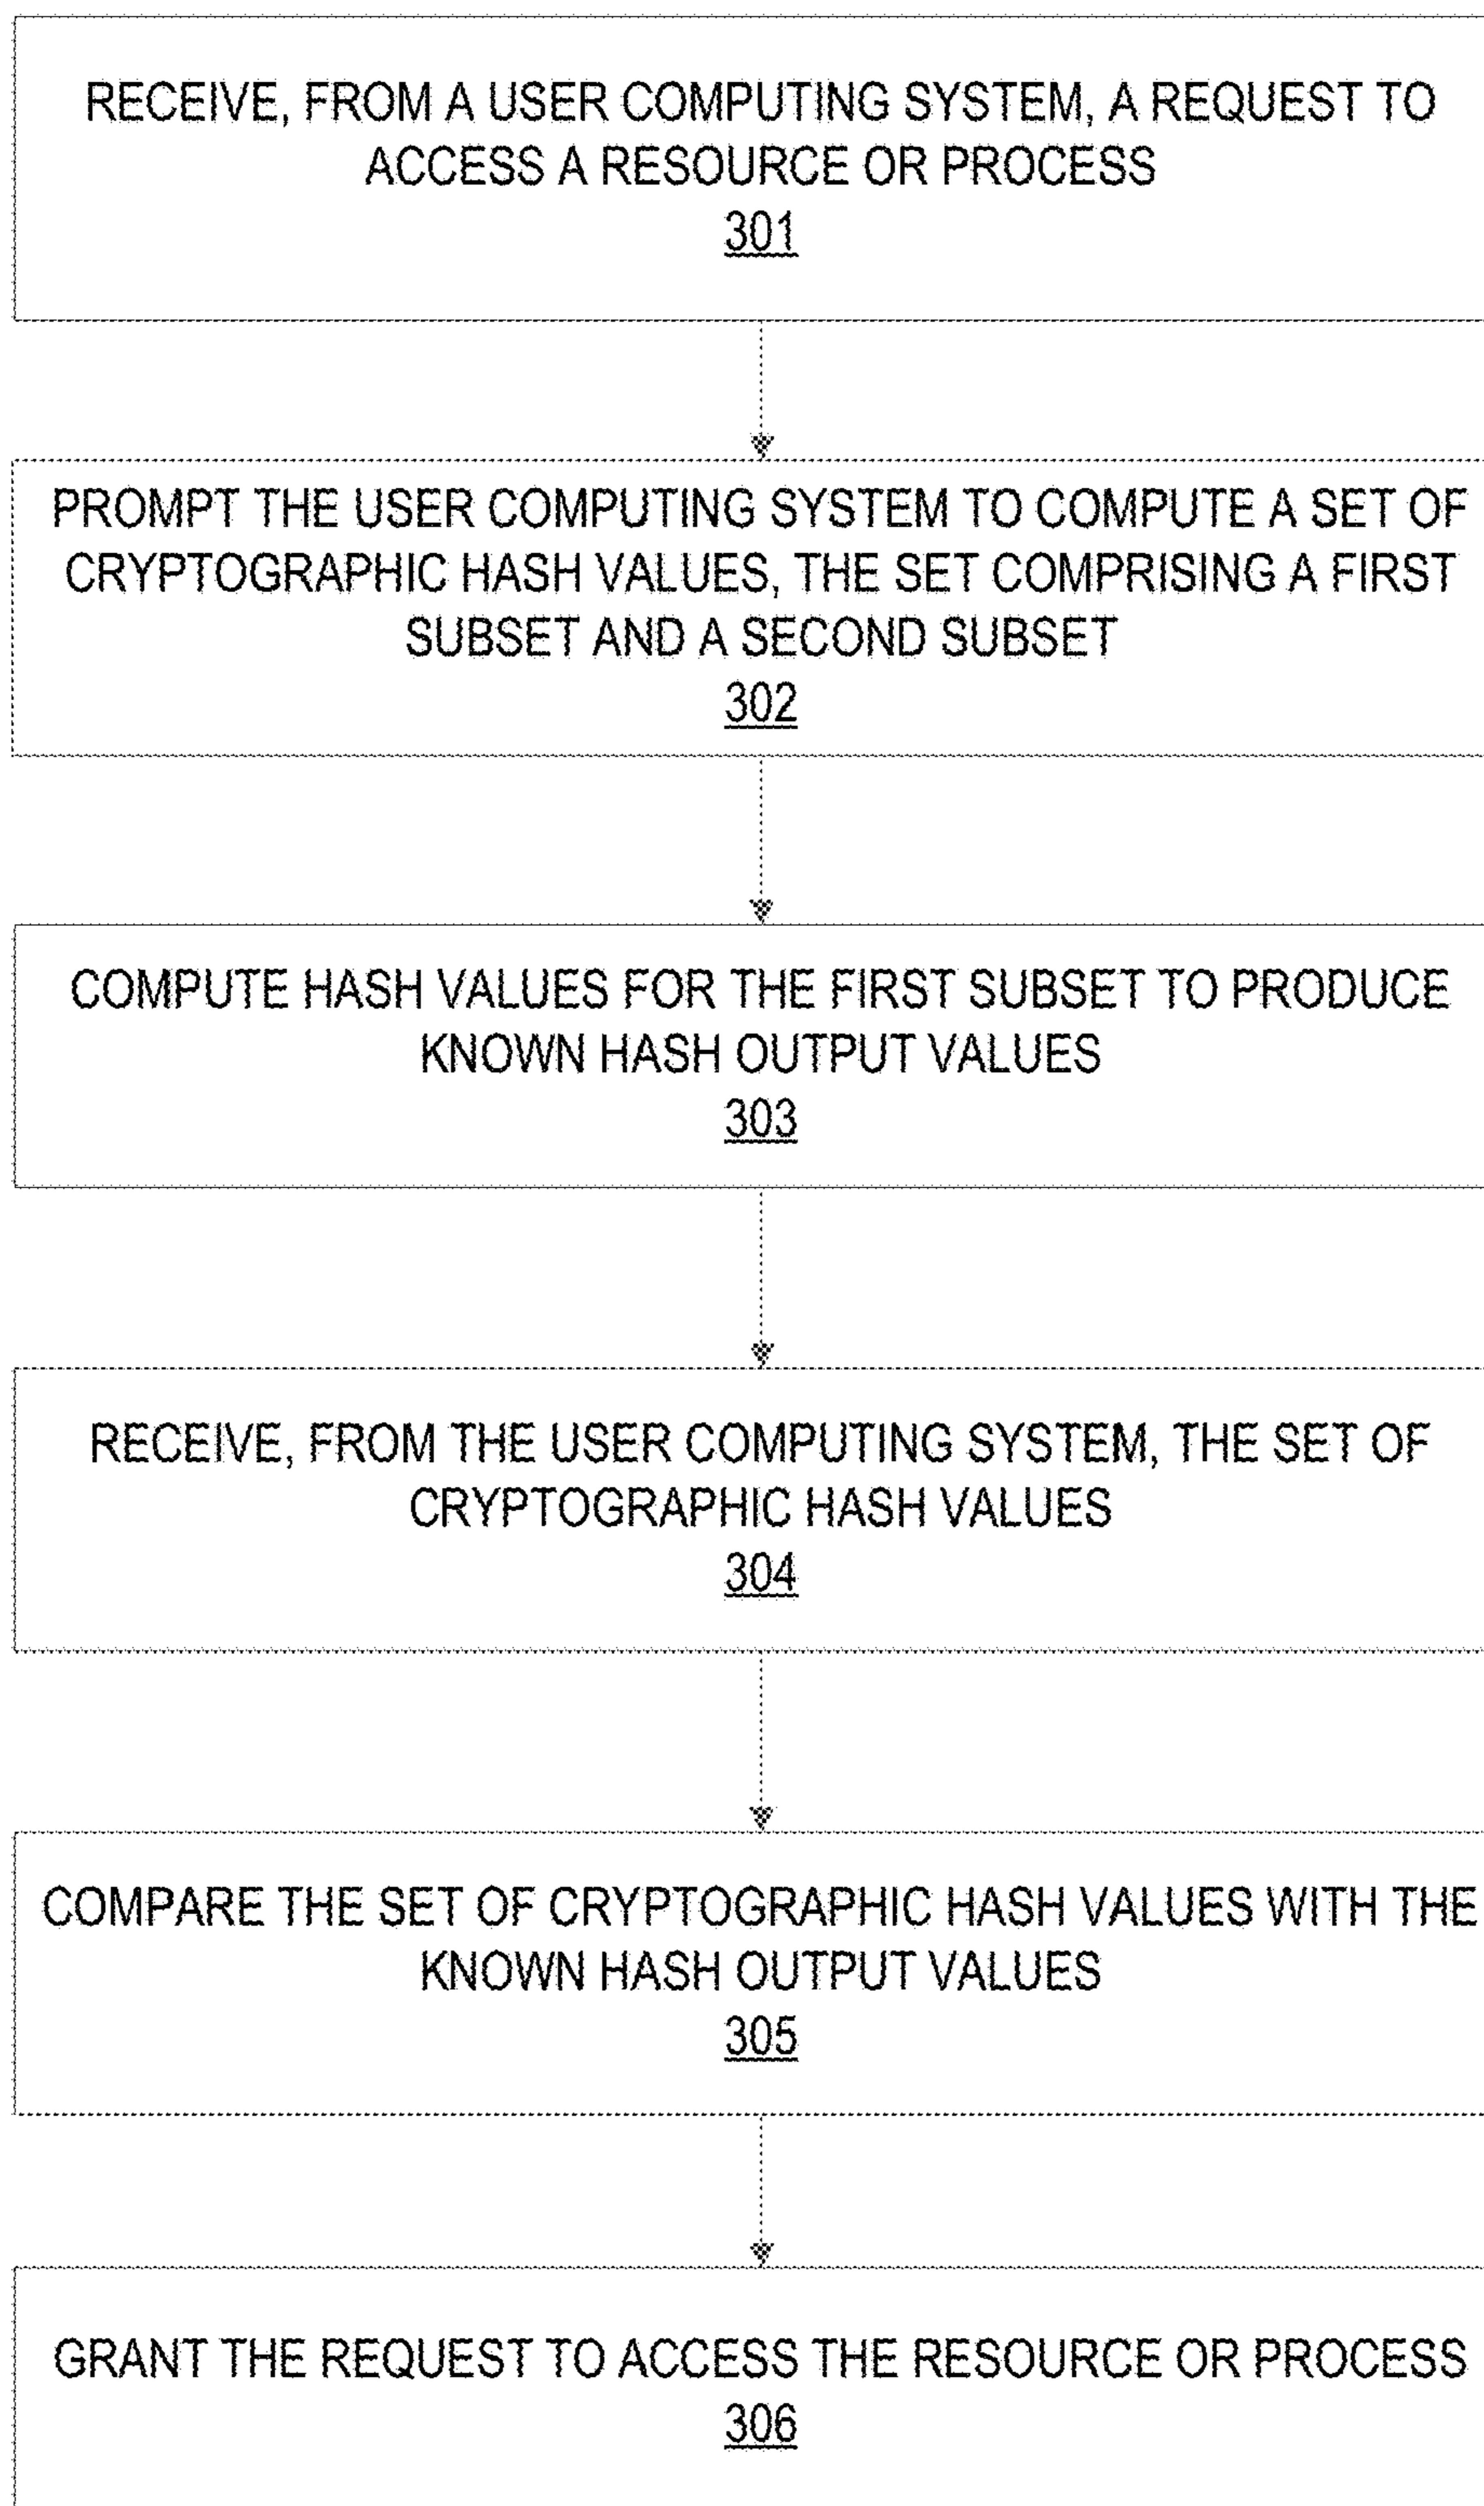 RECEIVE, FROM A USER COMPUTING SYSTEM, A REQUEST TO
ACCESS A RESOURCE OR PROCESS
301
PROMPT THE USER COMPUTING SYSTEM TO COMPUTE A SET OF
CRYPTOGRAPHIC HASH VALUES, THE SET COMPRISING A FIRST
SUBSET AND A SECOND SUBSET
302
COMPUTE HASH VALUES FOR THE FIRST SUBSET TO PRODUCE
KNOWN HASH OUTPUT VALUES
303
RECEIVE, FROM THE USER COMPUTING SYSTEM, THE SET OF
CRYPTOGRAPHIC HASH VALUES
304
COMPARE THE SET OF CRYPTOGRAPHIC HASH VALUES WITH THE
KNOWN HASH OUTPUT VALUES
305
GRANT THE REQUEST TO ACCESS THE RESOURCE OR PROCESS
306